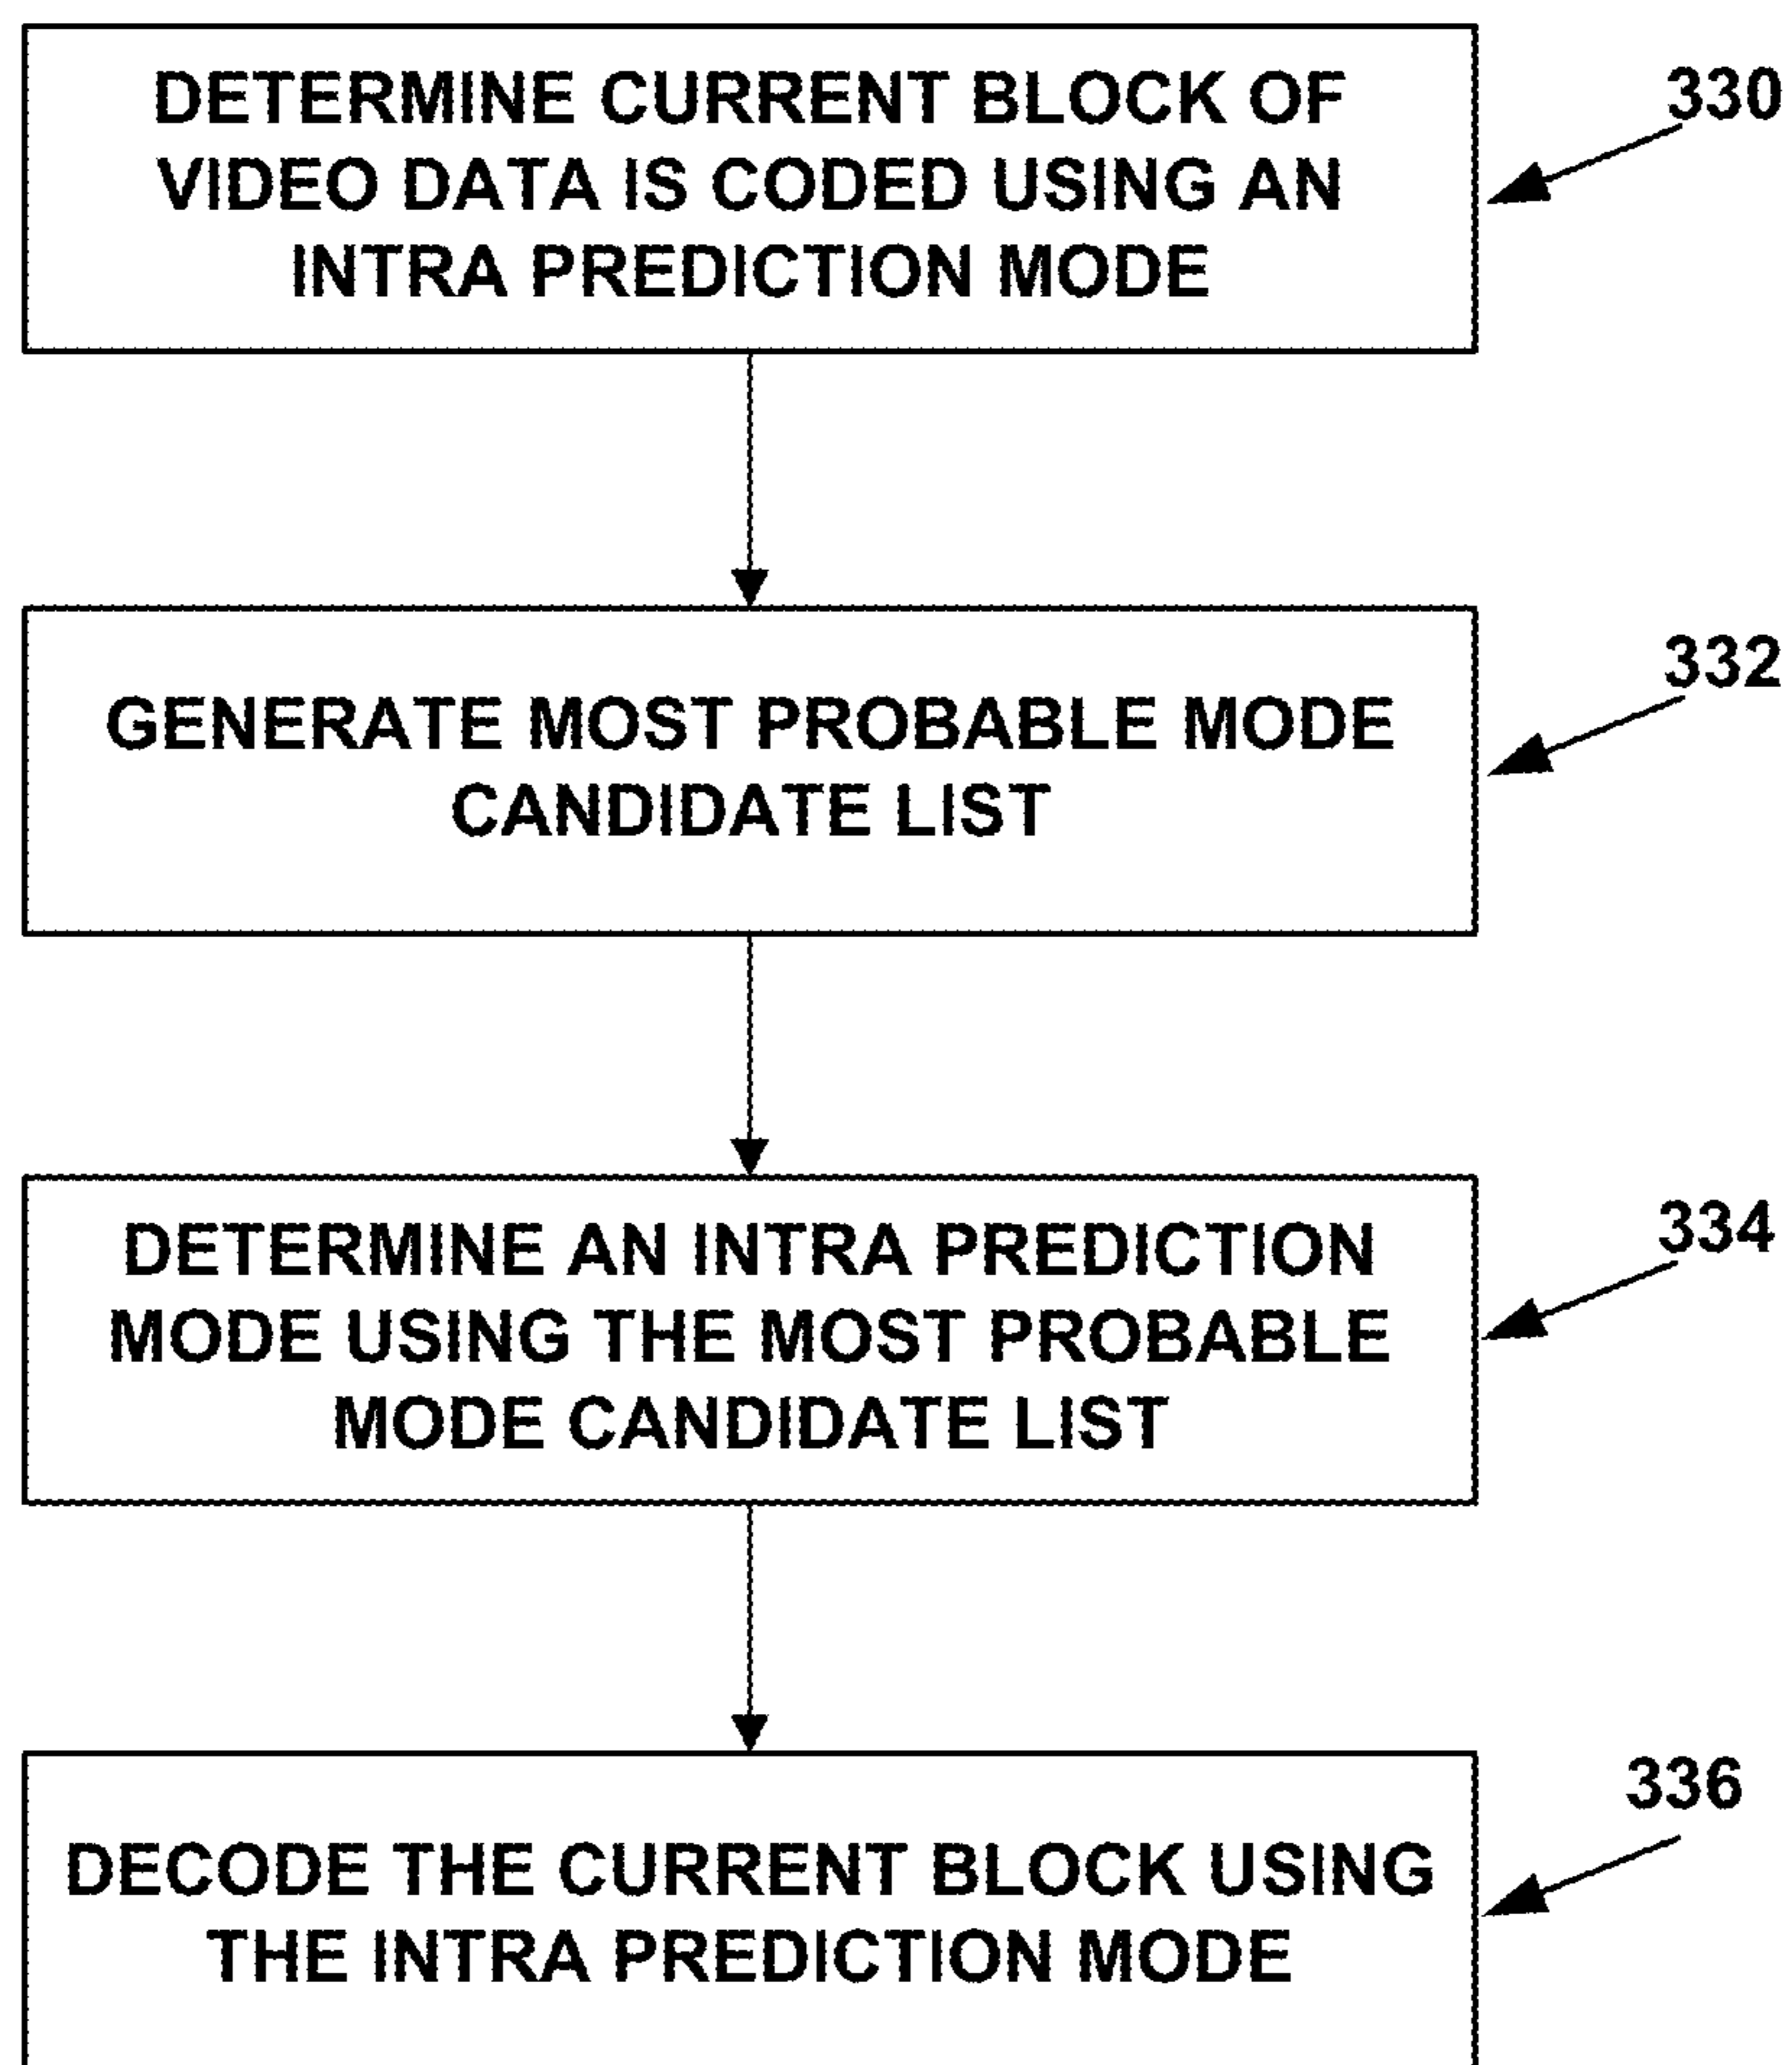 DETERMINE CURRENT BLOCK OF
VIDEO DATA IS CODED USING AN
INTRA PREDICTION MODE
330
GENERATE MOST PROBABLE MODE
CANDIDATE LIST
332
DETERMINE AN INTRA PREDICTION
MODE USING THE MOST PROBABLE
MODE CANDIDATE LIST
334
DECODE THE CURRENT BLOCK USING
THE INTRA PREDICTION MODE
336